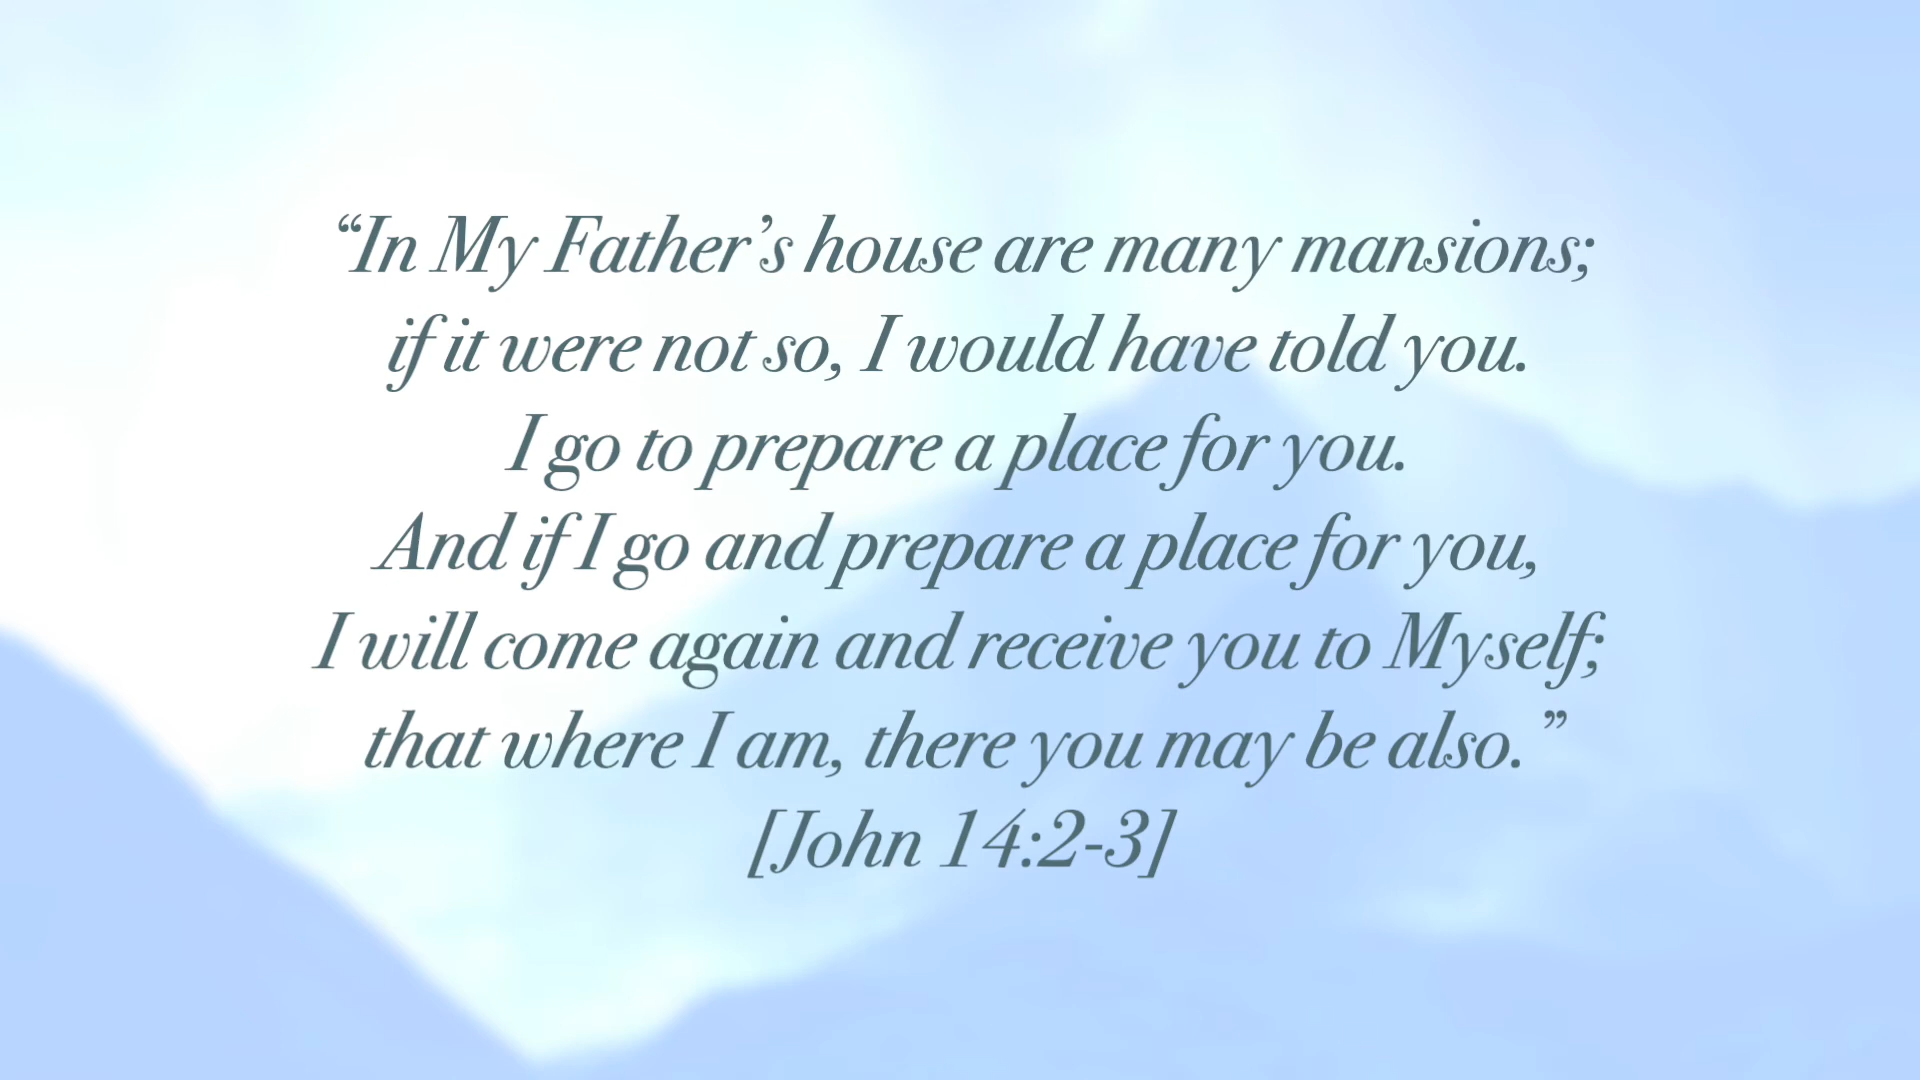 “In My Father’s house are many mansions;
if it were not so, I would have told you.
I go to prepare a place for you.
And if I go and prepare a place for you,
I will come again and receive you to Myself;
that where I am, there you may be also.”
[John 14:2-3]